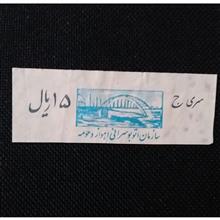 سری ج
۱۵ ریال
سازمان اتوبوسرانی اهواز و حومه